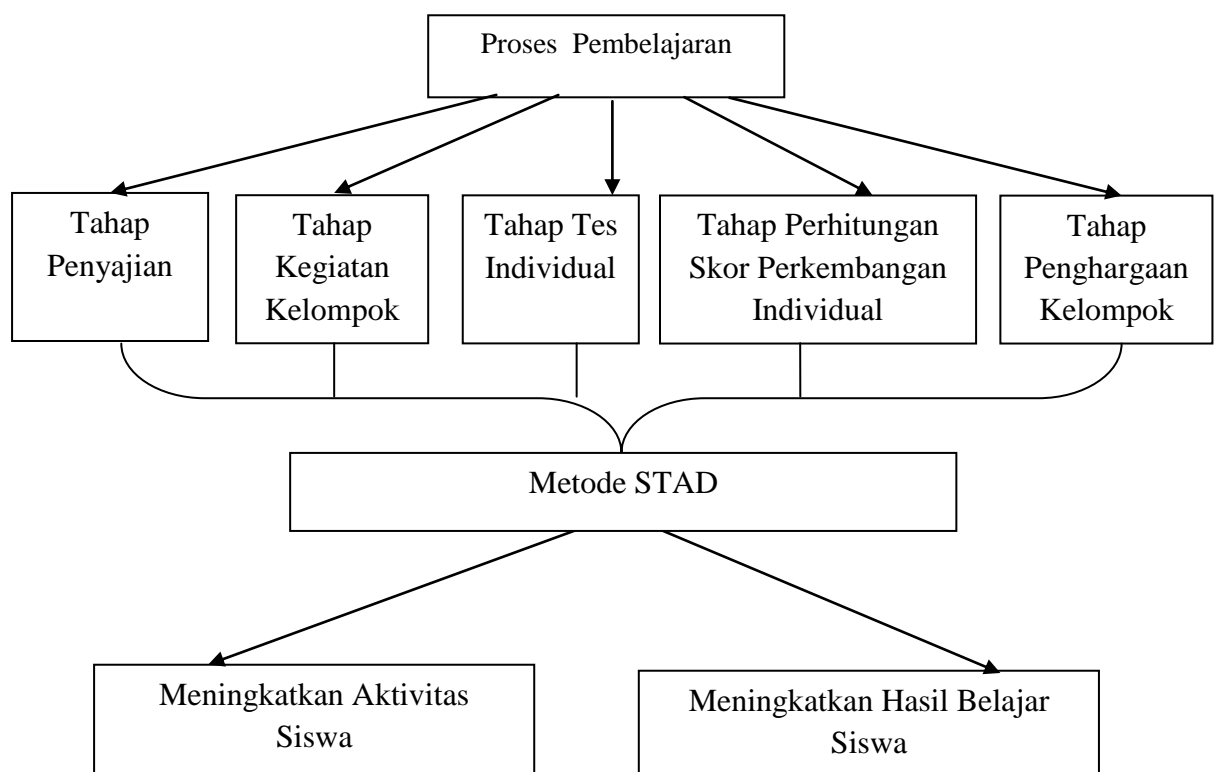 Proses Pembelajaran
Tahap
Penyajian
Tahap
Kegiatan
Kelompok
Tahap Tes
Individual
Tahap Perhitungan
Skor Perkembangan
Individual
Tahap
Penghargaan
Kelompok
Metode STAD
Meningkatkan Aktivitas
Siswa
Meningkatkan Hasil Belajar
Siswa